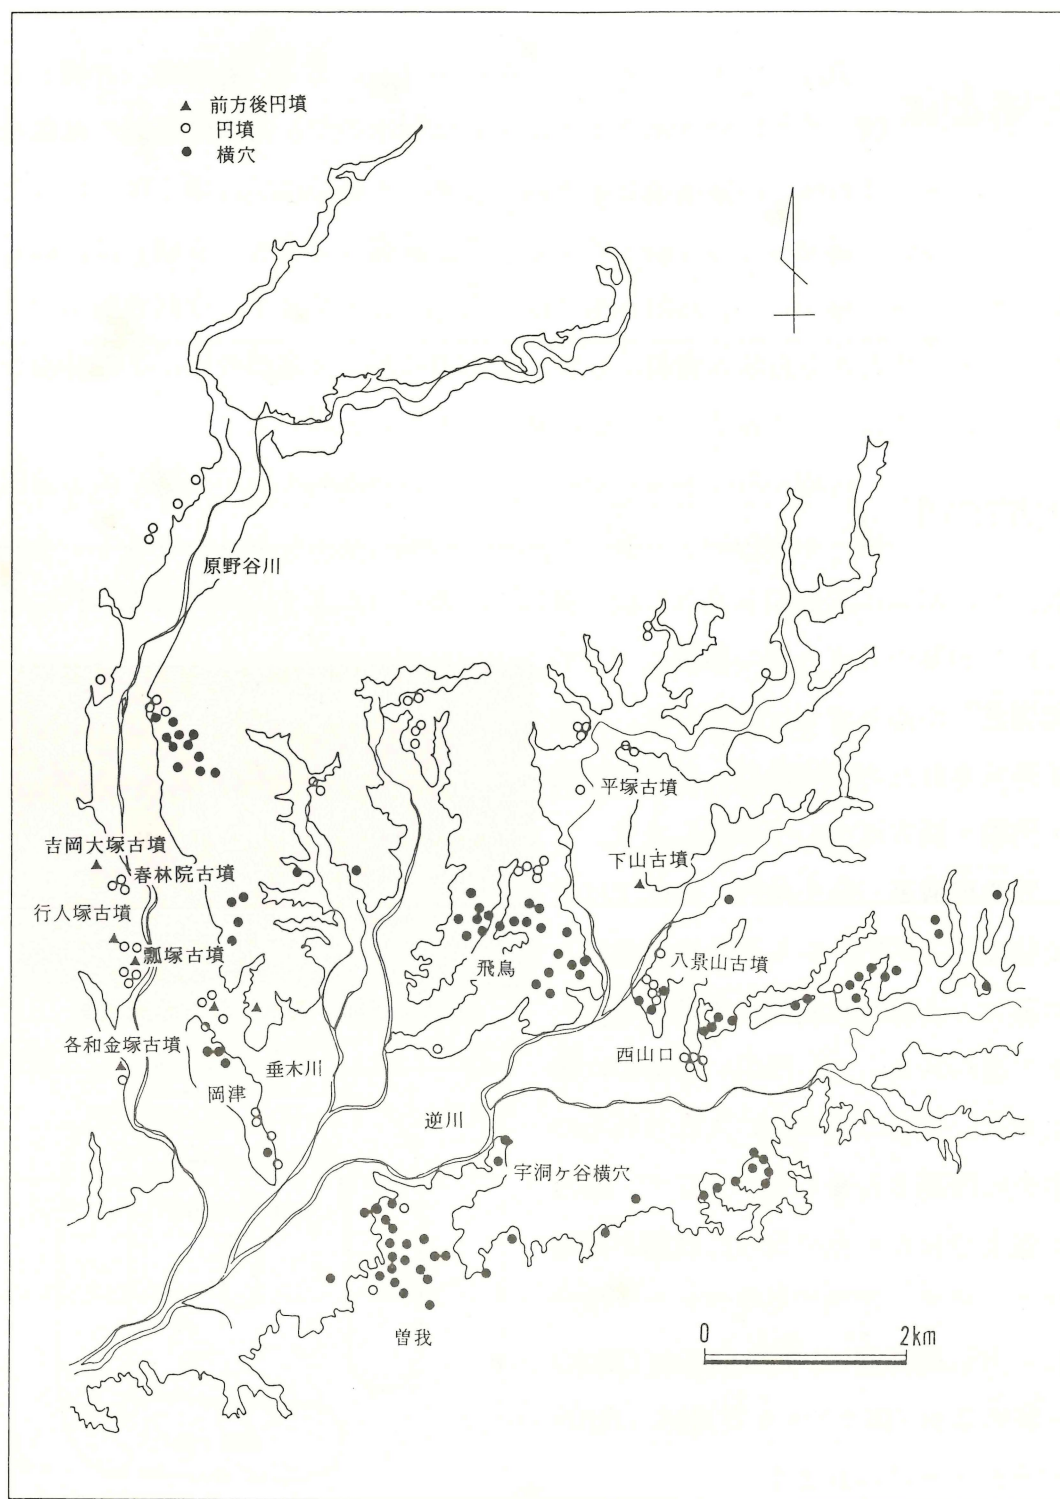 ▲ 前方後円墳
○ 円墳
● 横穴
原野谷川
平塚古墳
吉岡大塚古墳
下山古墳
春林院古墳
行人塚古墳
瓢塚古墳
飛鳥
八景山古墳
各和金塚古墳
西山口
垂木川
岡津
逆川
宇洞ヶ谷横穴
曽我
0 2km